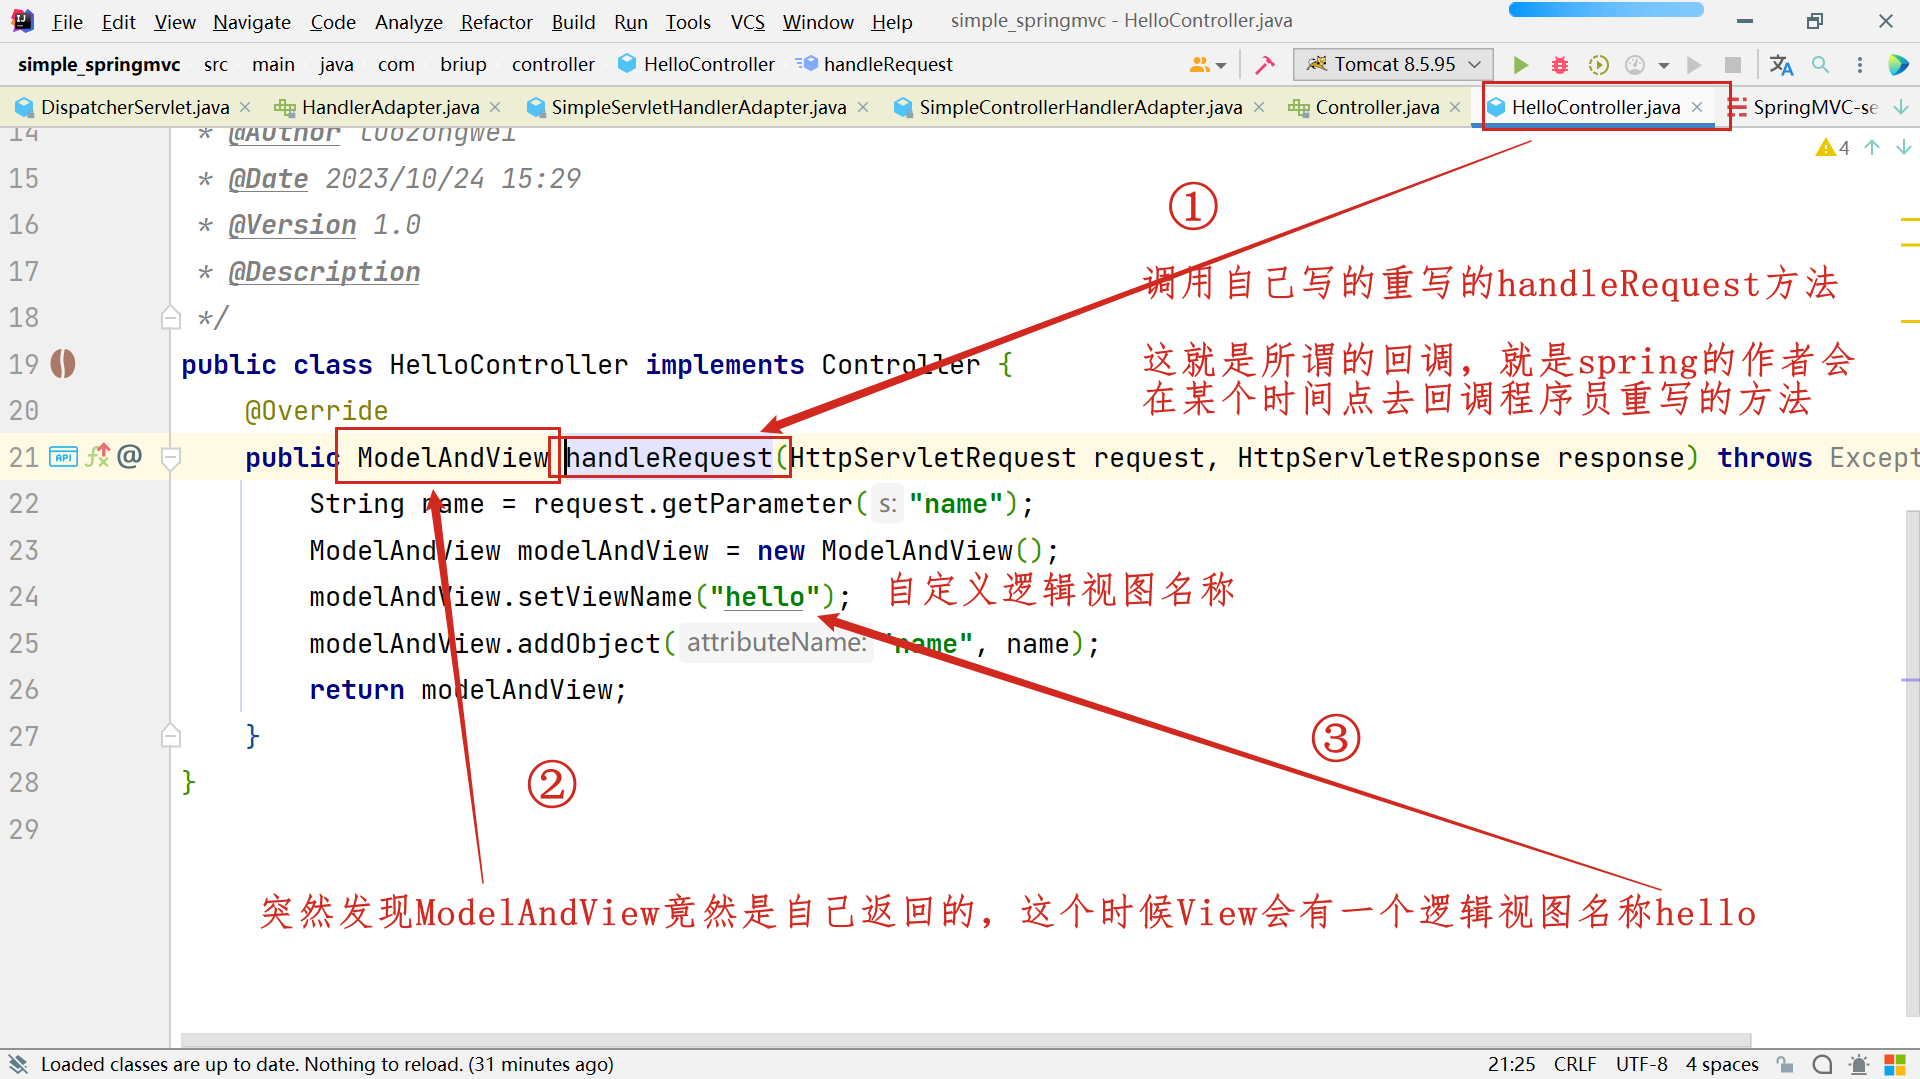 File Edit View Navigate Code Analyze Refactor Build Run Tools VCS Window Help simple_springmvc - HelloController.java
simple_springmvc src main java com briup controller HelloController handleRequest Tomcat 8.5.95
DispatcherServlet.java HandlerAdapter.java SimpleServletHandlerAdapter.java SimpleControllerHandlerAdapter.java Controller.java HelloController.java SpringMVC-se
14 * @Author luozongwei
4
15 * @Date 2023/10/24 15:29
16 * @Version 1.0
①
17 * @Description
调用自己写的重写的handleRequest方法
18 */
19 public class HelloController implements Controller {
这就是所谓的回调，就是spring的作者会
在某个时间点去回调程序员重写的方法
20 @Override
21 API @ public ModelAndView handleRequest(HttpServletRequest request, HttpServletResponse response) throws Except
22 String name = request.getParameter( s: "name");
23 ModelAndView modelAndView = new ModelAndView();
24 modelAndView.setViewName("hello"); 自定义逻辑视图名称
25 modelAndView.addObject( attributeName: "name", name);
26 return modelAndView;
27 }
③
②
28 }
29
突然发现ModelAndView竟然是自己返回的，这个时候View会有一个逻辑视图名称hello
Loaded classes are up to date. Nothing to reload. (31 minutes ago) 21:25 CRLF UTF-8 4 spaces